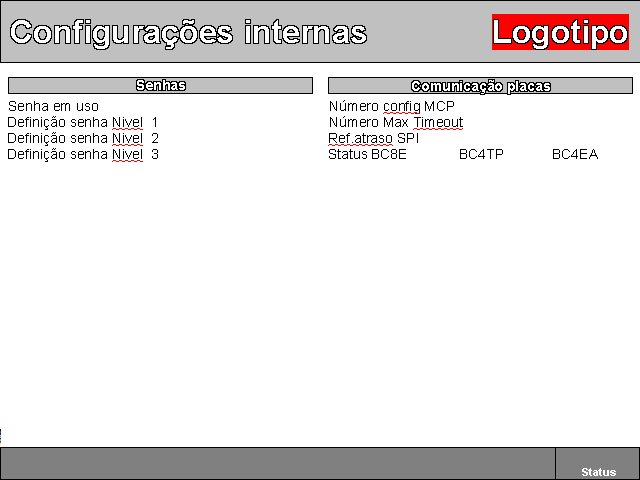 Configurações internas
Logotipo
Senhas
Senha em uso
Definição senha Nivel 1
Definição senha Nivel 2
Definição senha Nivel 3
Comunicação placas
Número config MCP
Número Max Timeout
Ref.atraso SPI
Status BC8E BC4TP BC4EA
Status